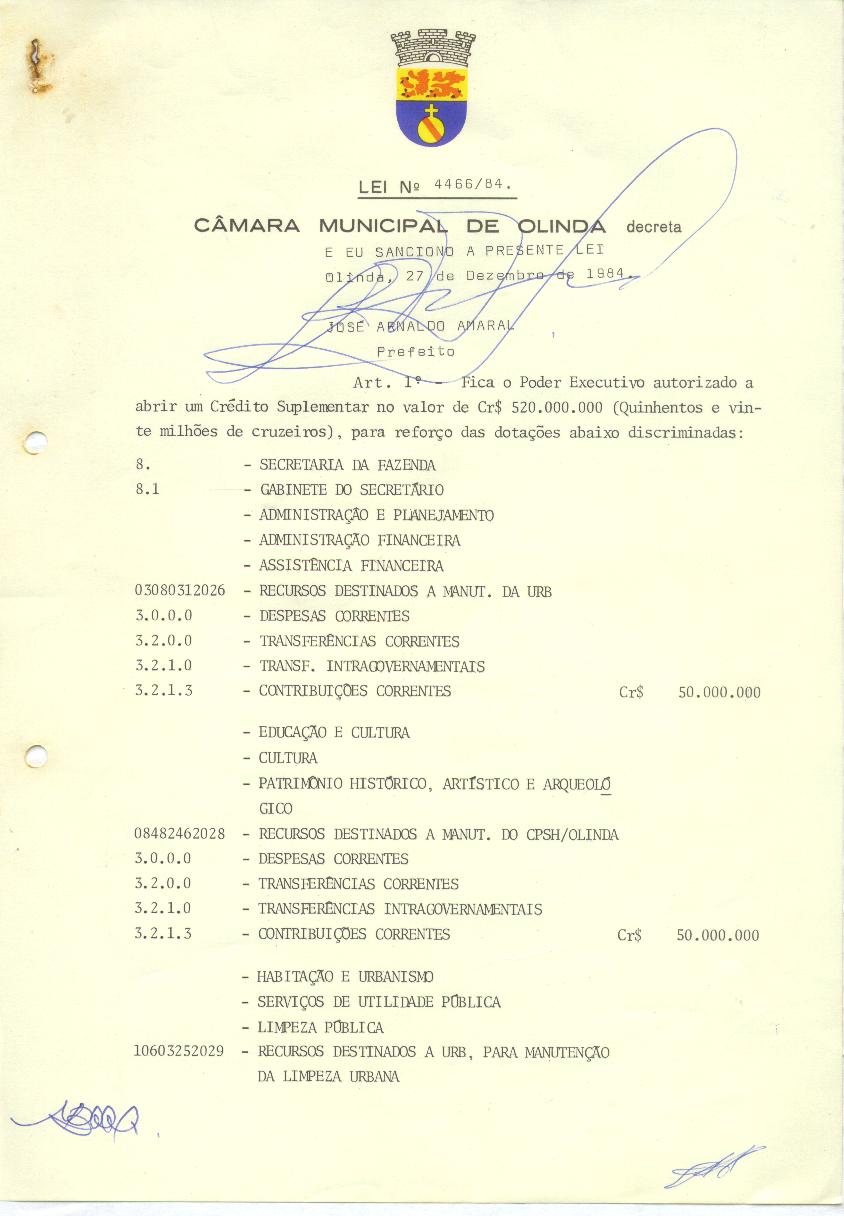 LEI Nº 4466/84.
CÂMARA MUNICIPAL DE OLINDA decreta
E EU SANCIONO A PRESENTE LEI
Olinda, 27 de Dezembro de 1984.
JOSÉ ARNALDO AMARAL
Prefeito
Art. 1º - Fica o Poder Executivo autorizado a
abrir um Crédito Suplementar no valor de Cr$ 520.000.000 (Quinhentos e vin-
te milhões de cruzeiros), para reforço das dotações abaixo discriminadas:
8. - SECRETARIA DA FAZENDA
8.1 - GABINETE DO SECRETÁRIO
- ADMINISTRAÇÃO E PLANEJAMENTO
- ADMINISTRAÇÃO FINANCEIRA
- ASSISTÊNCIA FINANCEIRA
03080312026 - RECURSOS DESTINADOS A MANUT. DA URB
3.0.0.0 - DESPESAS CORRENTES
3.2.0.0 - TRANSFERÊNCIAS CORRENTES
3.2.1.0 - TRANSF. INTRAGOVERNAMENTAIS
3.2.1.3 - CONTRIBUIÇÕES CORRENTES Cr$ 50.000.000
- EDUCAÇÃO E CULTURA
- CULTURA
- PATRIMÔNIO HISTÓRICO, ARTÍSTICO E ARQUEOLÓ
GICO
08482462028 - RECURSOS DESTINADOS A MANUT. DO CPSH/OLINDA
3.0.0.0 - DESPESAS CORRENTES
3.2.0.0 - TRANSFERÊNCIAS CORRENTES
3.2.1.0 - TRANSFERÊNCIAS INTRAGOVERNAMENTAIS
3.2.1.3 - CONTRIBUIÇÕES CORRENTES Cr$ 50.000.000
- HABITAÇÃO E URBANISMO
- SERVIÇOS DE UTILIDADE PÚBLICA
- LIMPEZA PÚBLICA
10603252029 - RECURSOS DESTINADOS A URB, PARA MANUTENÇÃO
DA LIMPEZA URBANA